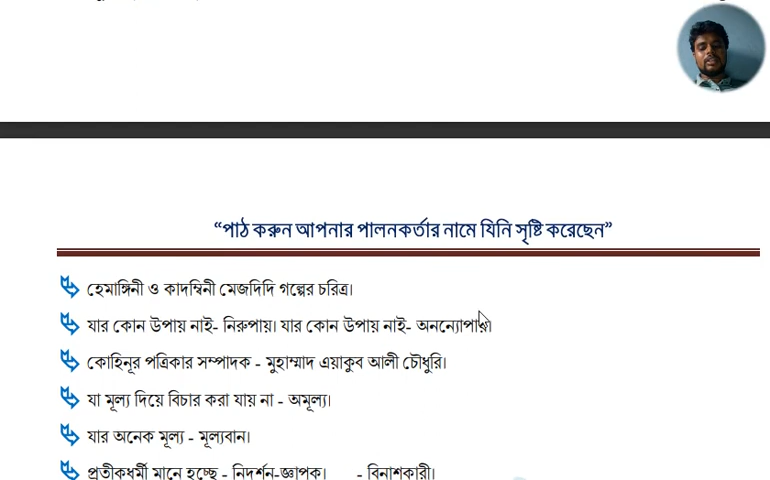 “পাঠ করুন আপনার পালনকর্তার নামে যিনি সৃষ্টি করেছেন”
হেমাঙ্গিনী ও কাদম্বিনী মেজদিদি গল্পের চরিত্র।
যার কোন উপায় নাই- নিরুপায়। যার কোন উপায় নাই- অনন্যোপায়।
কোহিনূর পত্রিকার সম্পাদক - মুহাম্মাদ এয়াকুব আলী চৌধুরি।
যা মূল্য দিয়ে বিচার করা যায় না - অমূল্য।
যার অনেক মূল্য - মূল্যবান।
প্রতীকধর্মী মানে হচ্ছে - নিদর্শন-জ্ঞাপক। - বিনাশকারী।